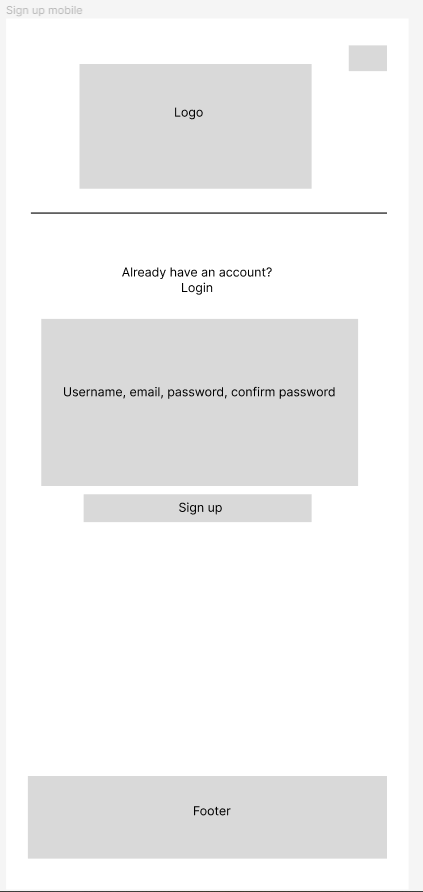 Sign up mobile
Logo
Already have an account?
Login
Username, email, password, confirm password
Sign up
Footer